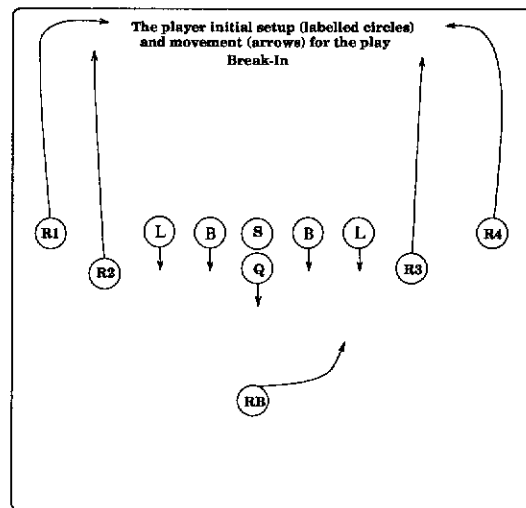 The player initial setup (labelled circles)
and movement (arrows) for the play
Break-In
R1 L B S B L R4
R2 Q R3
RB